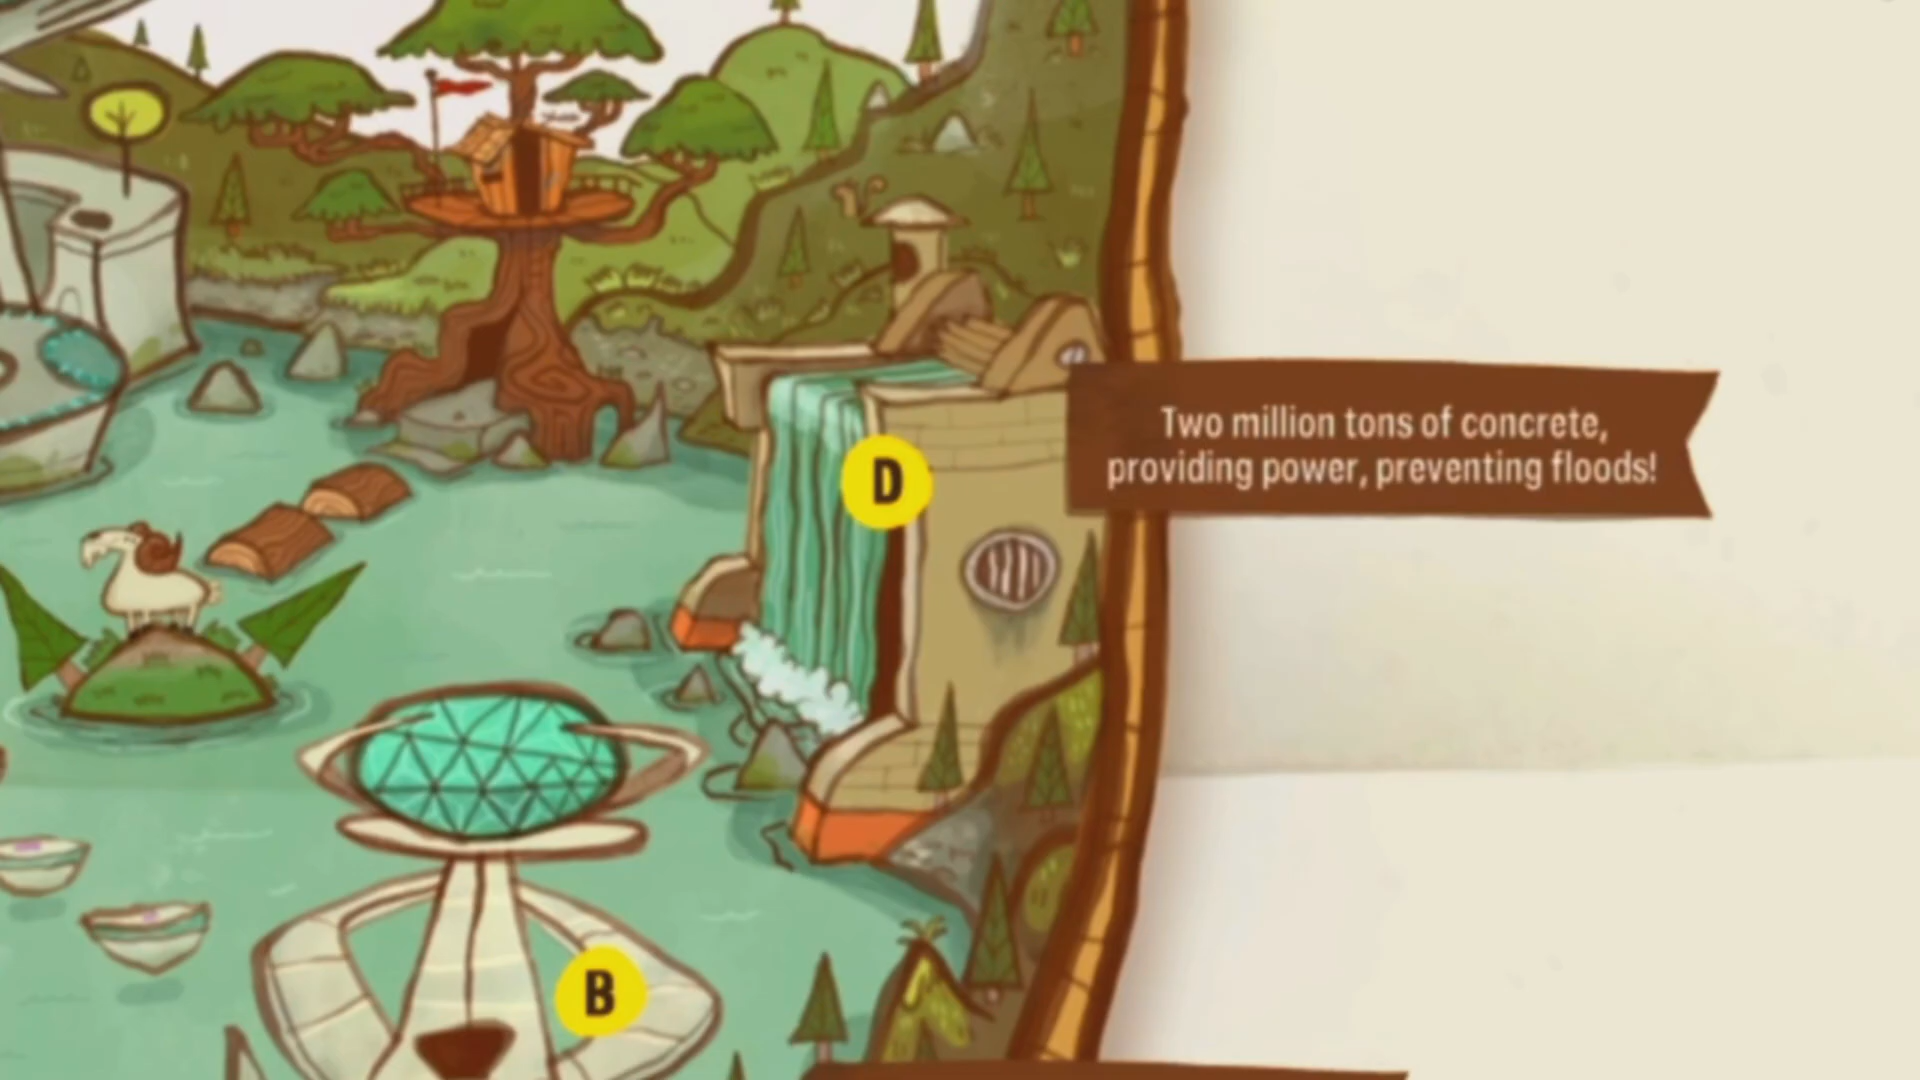 D
Two million tons of concrete,
providing power, preventing floods!
B